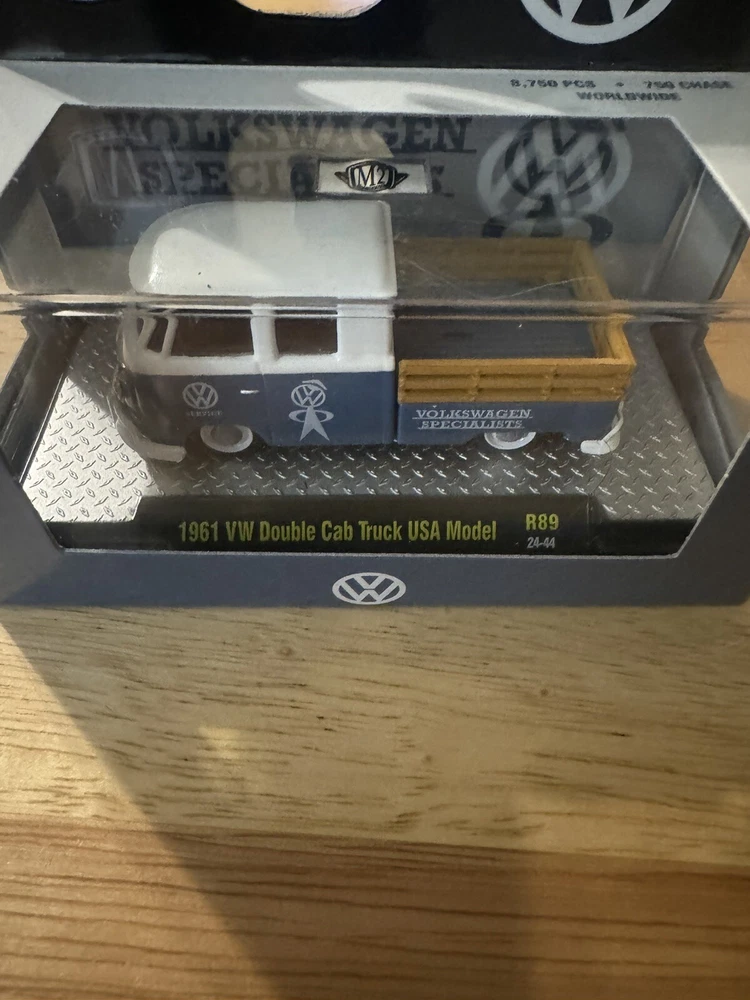 8,750 PCS + 750 CHASE
WORLDWIDE
VOLKSWAGEN
SPECIALISTS
M2
SERVICE
VOLKSWAGEN
SPECIALISTS
1961 VW Double Cab Truck USA Model
R89
24-44